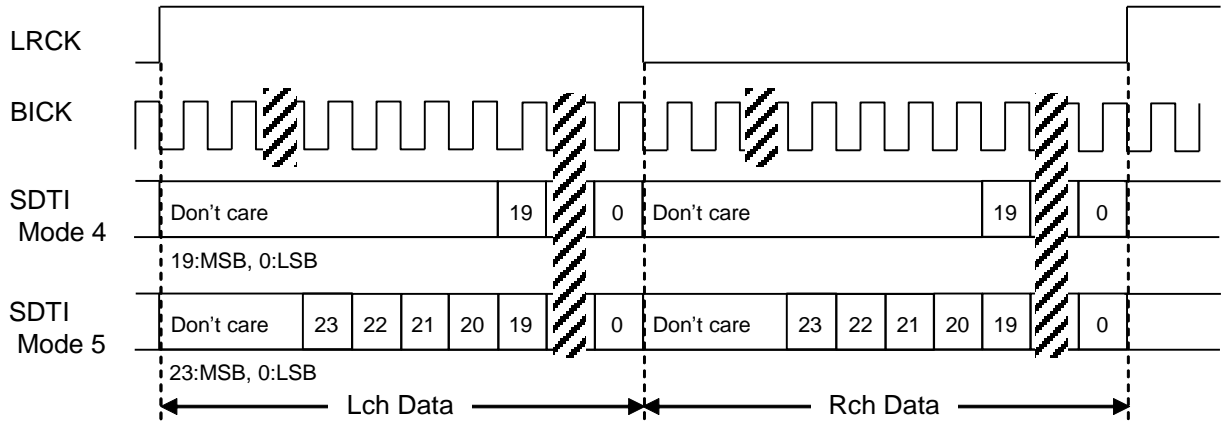 LRCK
BICK
SDTI
Mode 4
Don't care 19 0 Don't care 19 0
19:MSB, 0:LSB
SDTI
Mode 5
Don't care 23 22 21 20 19 0 Don't care 23 22 21 20 19 0
23:MSB, 0:LSB
Lch Data Rch Data